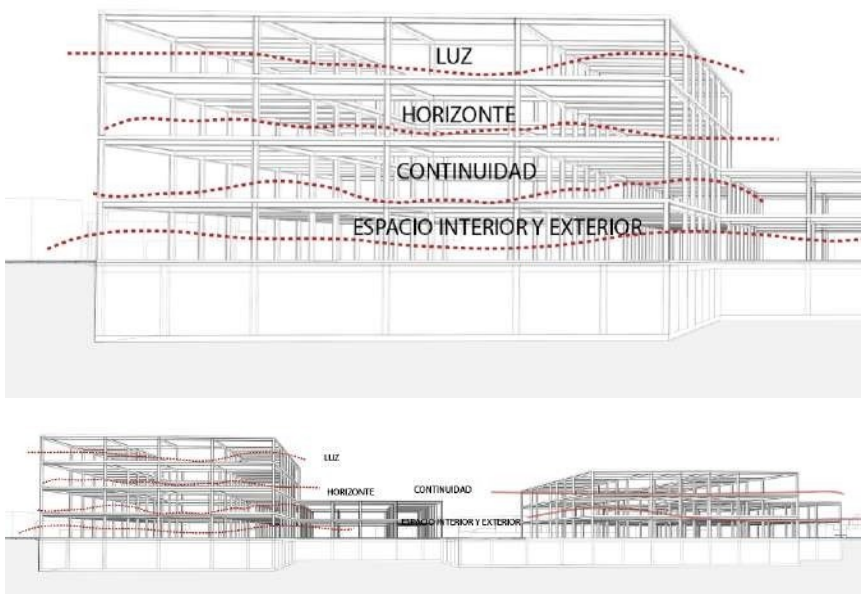 LUZ
HORIZONTE
CONTINUIDAD
ESPACIO INTERIOR Y EXTERIOR
LUZ
HORIZONTE
CONTINUIDAD
ESPACIO INTERIOR Y EXTERIOR